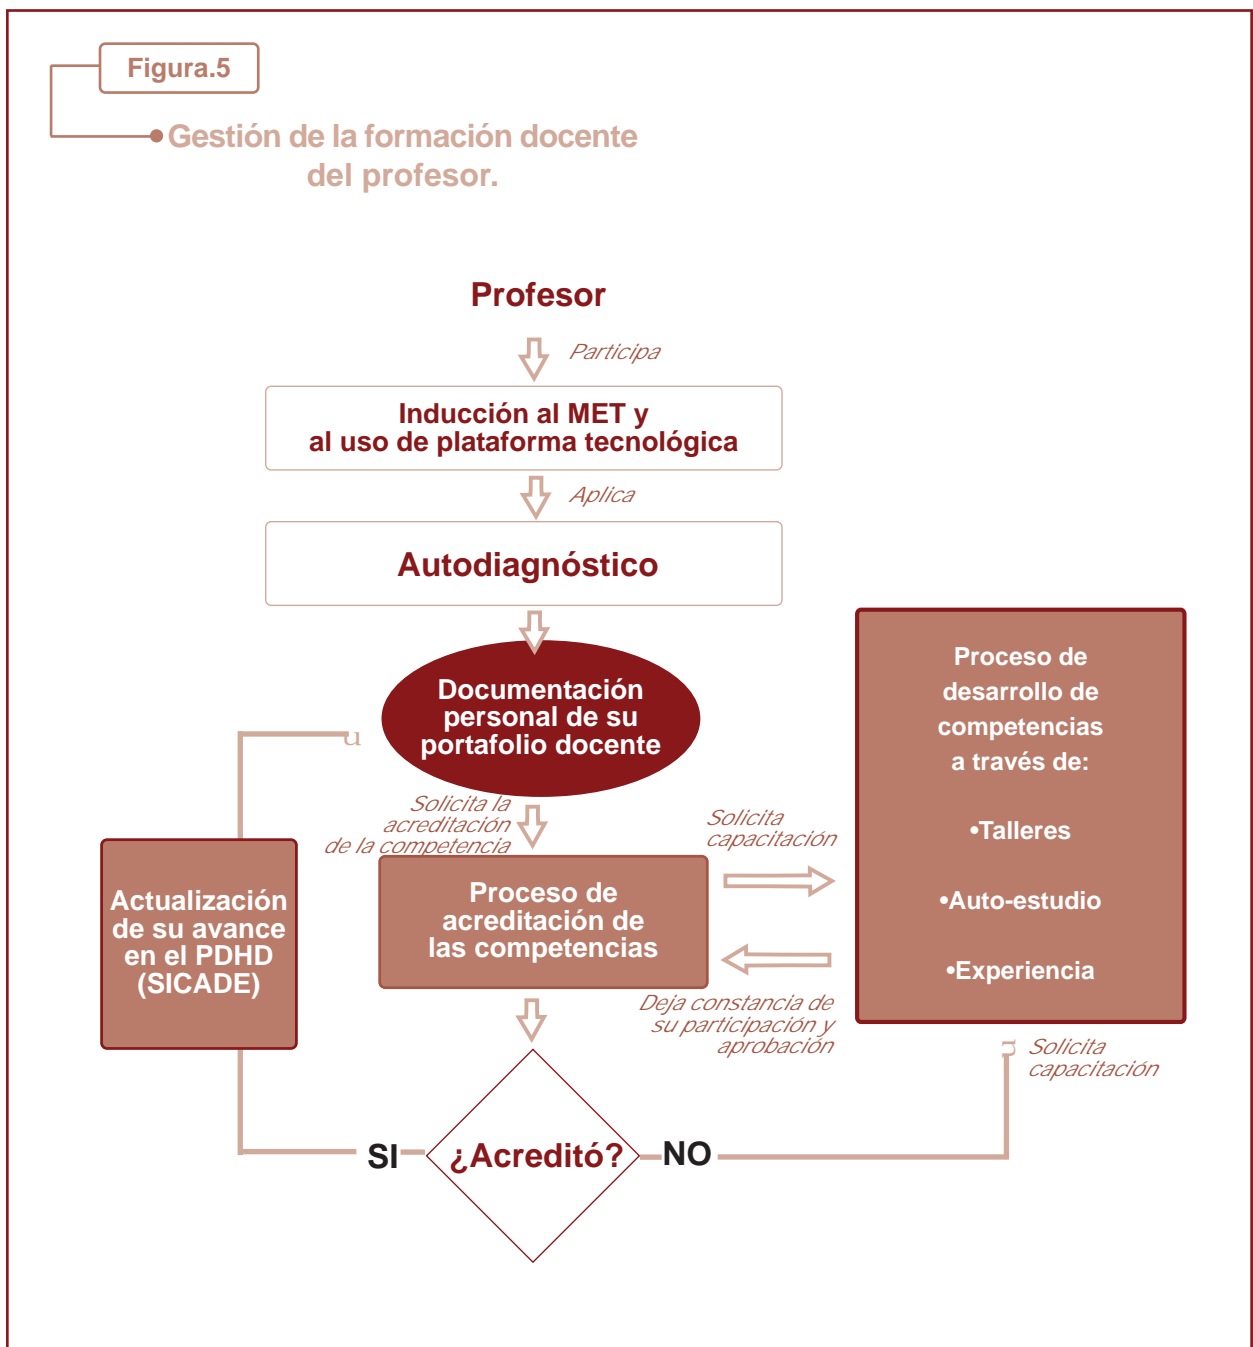 Figura.5
Gestión de la formación docente
del profesor.
Profesor
Participa
Inducción al MET y
al uso de plataforma tecnológica
Aplica
Autodiagnóstico
Documentación
personal de su
portafolio docente
u
Solicita la
acreditación
de la competencia
Solicita
capacitación
Proceso de
desarrollo de
competencias
a través de:
•Talleres
•Auto-estudio
•Experiencia
Actualización
de su avance
en el PDHD
(SICADE)
Proceso de
acreditación de
las competencias
Deja constancia de
su participación y
aprobación
u
Solicita
capacitación
SI
¿Acreditó?
NO